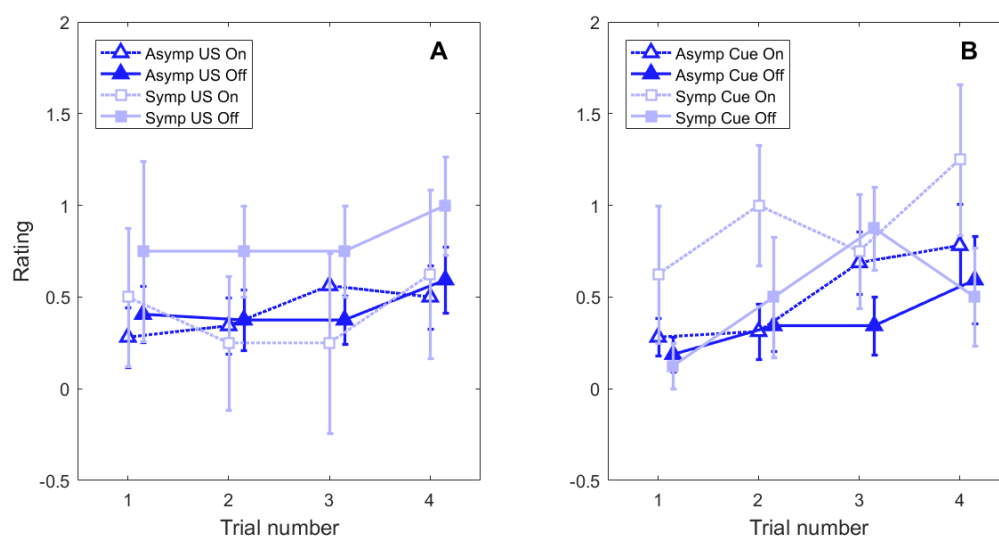 A
Asymp US On
Asymp US Off
Symp US On
Symp US Off
2
1.5
1
0.5
0
-0.5
Rating
1 2 3 4
Trial number
B
Asymp Cue On
Asymp Cue Off
Symp Cue On
Symp Cue Off
2
1.5
1
0.5
0
-0.5
1 2 3 4
Trial number